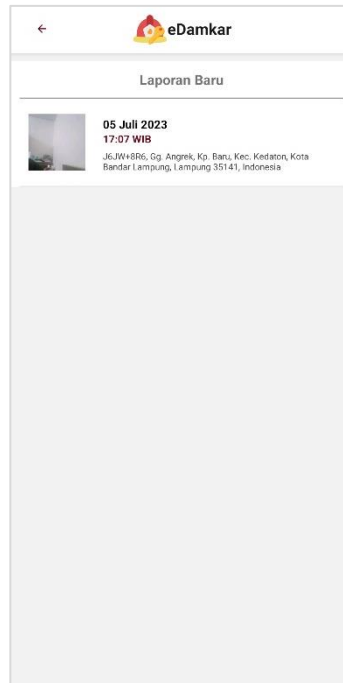 eDamkar
Laporan Baru
05 Juli 2023
17:07 WIB
J6JW+8R6, Gg. Angrek, Kp. Baru, Kec. Kedaton, Kota
Bandar Lampung, Lampung 35141, Indonesia